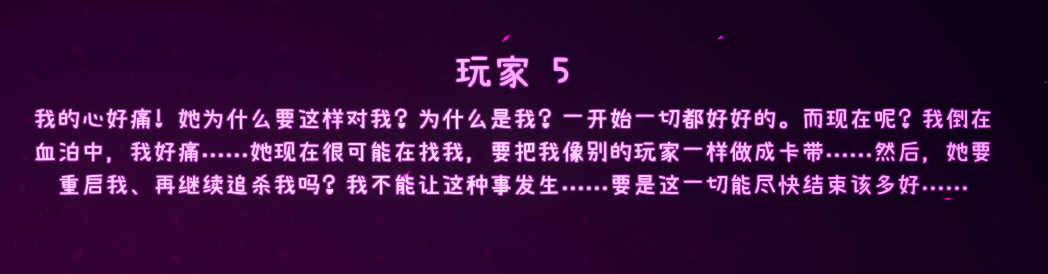 玩家 5
我的心好痛！她为什么要这样对我？为什么是我？一开始一切都好好的。而现在呢？我倒在
血泊中，我好痛……她现在很可能在找我，要把我像别的玩家一样做成卡带……然后，她要
重启我、再继续追杀我吗？我不能让这种事发生……要是这一切能尽快结束该多好……